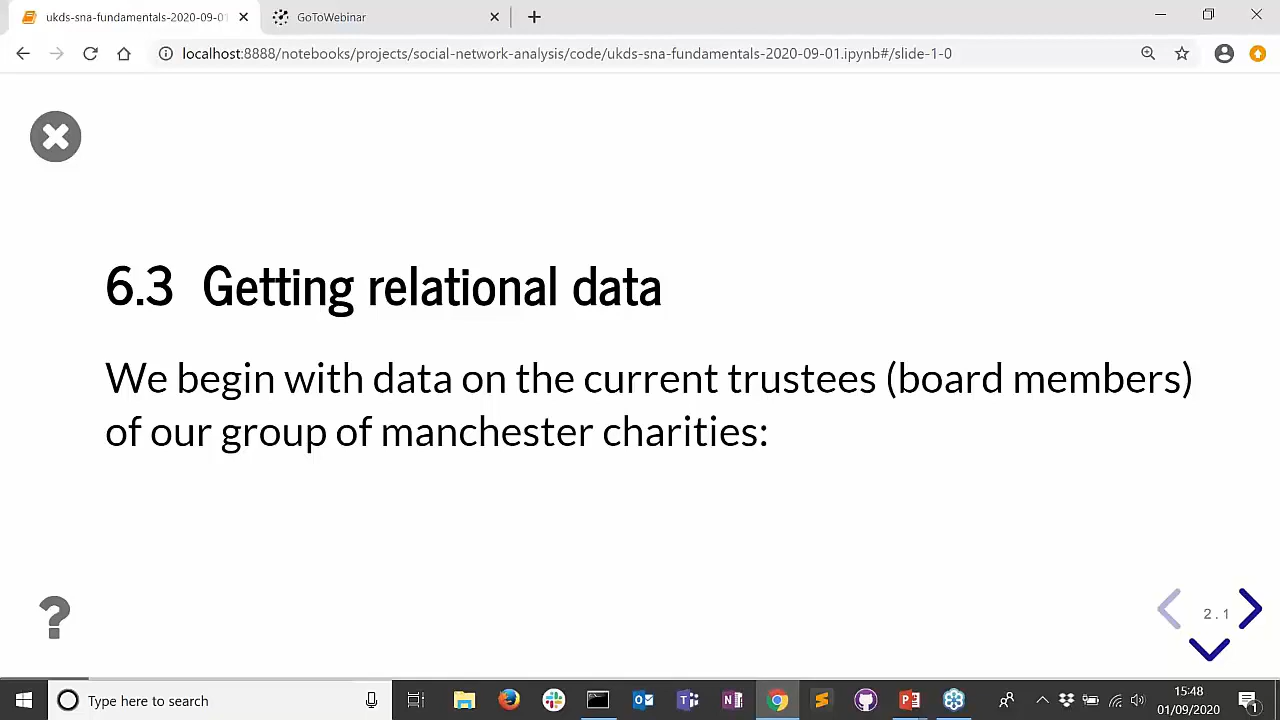 ukds-sna-fundamentals-2020-09-01
GoToWebinar
localhost:8888/notebooks/projects/social-network-analysis/code/ukds-sna-fundamentals-2020-09-01.ipynb#/slide-1-0
6.3 Getting relational data
We begin with data on the current trustees (board members)
of our group of manchester charities:
2.1
Type here to search
15:48
01/09/2020
1